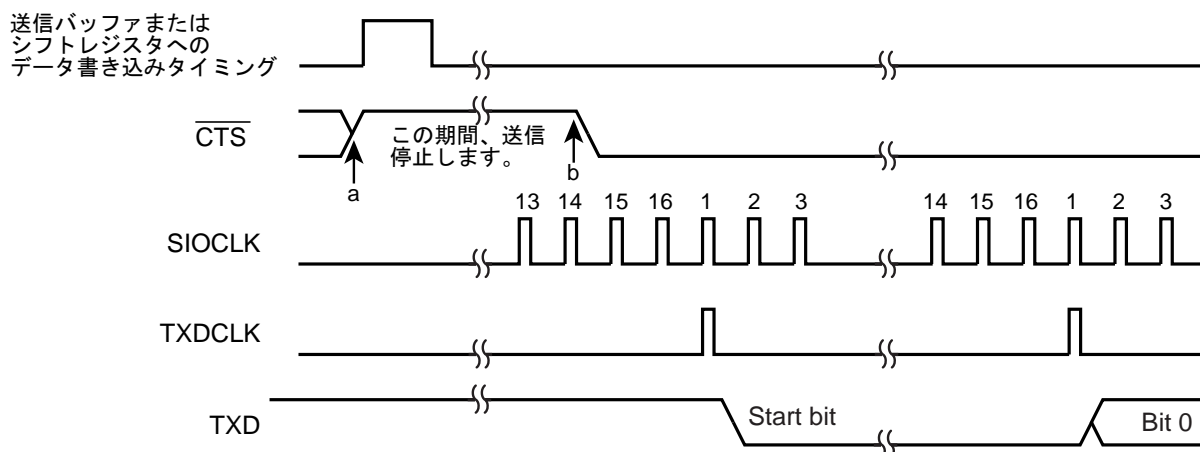 送信バッファまたは
シフトレジスタへの
データ書き込みタイミング
CTS
この期間、送信
停止します。
a
b
13 14 15 16 1 2 3 14 15 16 1 2 3
SIOCLK
TXDCLK
TXD
Start bit
Bit 0